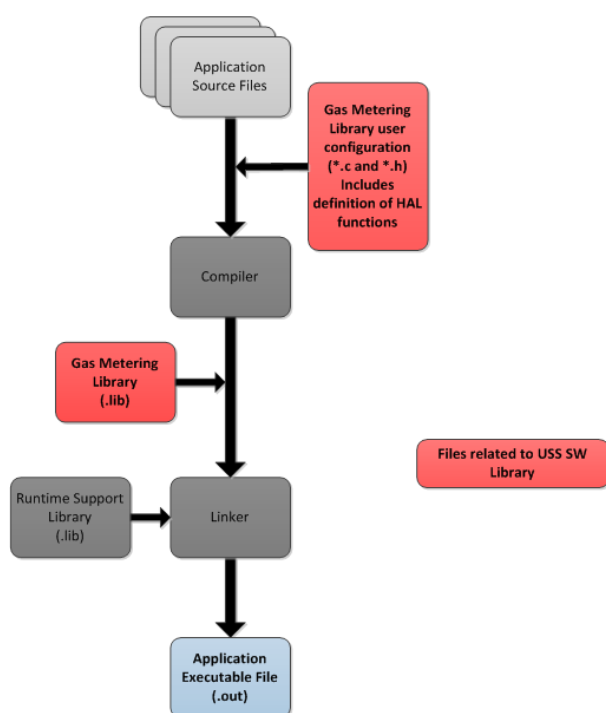 Application
Source Files
Gas Metering
Library user
configuration
(*.c and *.h)
Includes
definition of HAL
functions
Compiler
Gas Metering
Library
(.lib)
Files related to USS SW
Library
Runtime Support
Library
(.lib)
Linker
Application
Executable File
(.out)